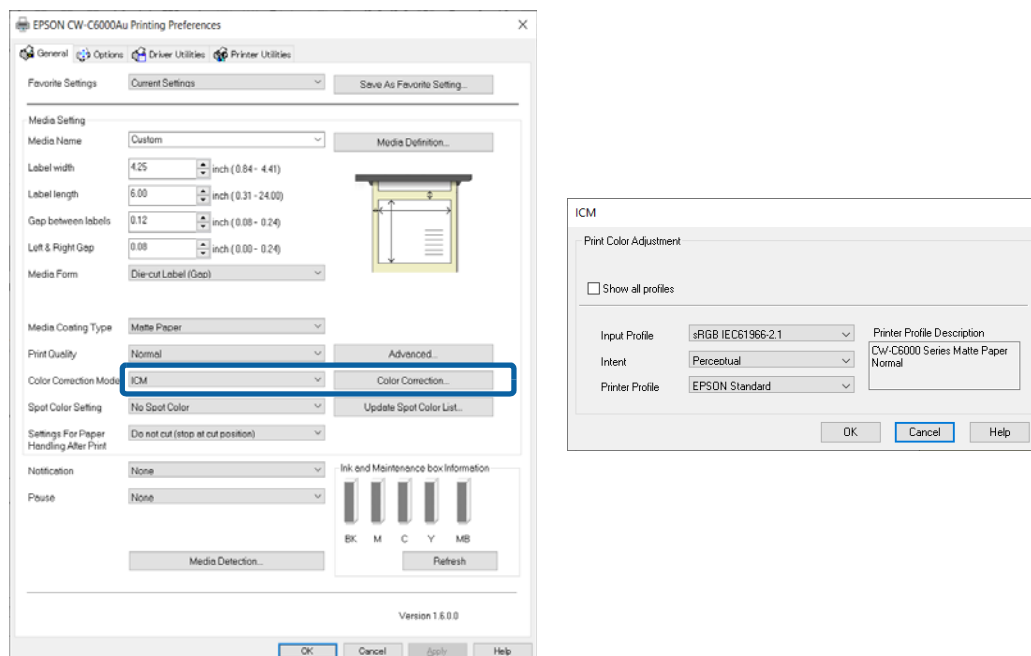 EPSON CW-C6000Au Printing Preferences
General Options Driver Utilities Printer Utilities
Favorite Settings Current Settings Save As Favorite Setting...
Media Setting
Media Name Custom Media Definition...
Label width 4.25 inch ( 0.84 - 4.41)
Label length 6.00 inch ( 0.31 - 24.00)
Gap between labels 0.12 inch ( 0.08 - 0.24)
Left & Right Gap 0.08 inch ( 0.00 - 0.24)
Media Form Die-cut Label (Gap)
Media Coating Type Matte Paper
Print Quality Normal Advanced...
Color Correction Mode ICM Color Correction...
Spot Color Setting No Spot Color Update Spot Color List...
Settings For Paper Handling After Print Do not cut (stop at cut position)
Notification None
Pause None
Ink and Maintenance box Information
BK M C Y MB
Media Detection... Refresh
Version 1.6.0.0
OK Cancel Apply Help
ICM
Print Color Adjustment
Show all profiles
Input Profile sRGB IEC61966-2.1
Intent Perceptual
Printer Profile EPSON Standard
Printer Profile Description
CW-C6000 Series Matte Paper
Normal
OK Cancel Help